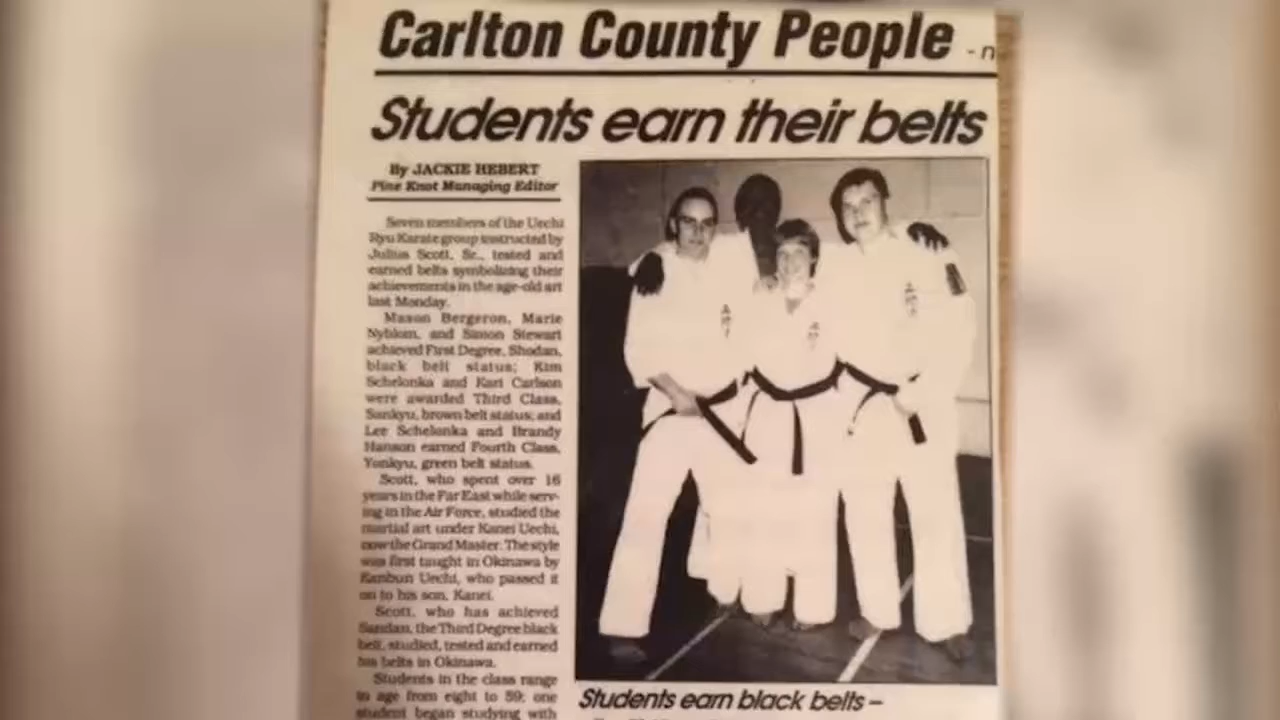 Carlton County People - n
Students earn their belts
By JACKIE HEBERT
Pine Knot Managing Editor
Seven members of the Uechi
Ryu Karate group instructed by
Julius Scott, Sr., tested and
earned belts symbolizing their
achievements in the age-old art
last Monday.
Mason Bergeron, Marie
Nyblom, and Simon Stewart
achieved First Degree, Shodan,
black belt status; Kim
Schelonka and Kari Carlson
were awarded Third Class,
Sankyu, brown belt status; and
Lee Schelonka and Brandy
Hanson earned Fourth Class,
Yonkyu, green belt status.
Scott, who spent over 16
years in the Far East while serv-
ing in the Air Force, studied the
martial art under Kanei Uechi,
now the Grand Master. The style
was first taught in Okinawa by
Kanbun Uechi, who passed it
on to his son, Kanei.
Scott, who has achieved
Sandan, the Third Degree black
belt, studied, tested and earned
his belts in Okinawa.
Students in the class range
in age from eight to 59; one
student began studying with
Students earn black belts –